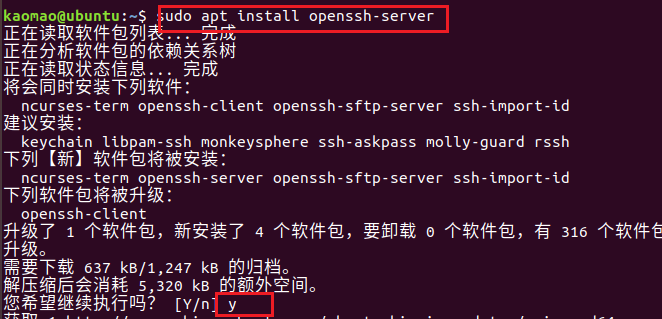 kaomao@ubuntu:~$ sudo apt install openssh-server
正在读取软件包列表... 完成
正在分析软件包的依赖关系树
正在读取状态信息... 完成
将会同时安装下列软件：
ncurses-term openssh-client openssh-sftp-server ssh-import-id
建议安装：
keychain libpam-ssh monkeysphere ssh-askpass molly-guard rssh
下列【新】软件包将被安装：
ncurses-term openssh-server openssh-sftp-server ssh-import-id
下列软件包将被升级：
openssh-client
升级了 1 个软件包，新安装了 4 个软件包，要卸载 0 个软件包，有 316 个软件包
升级。
需要下载 637 kB/1,247 kB 的归档。
解压缩后会消耗 5,320 kB 的额外空间。
您希望继续执行吗？ [Y/n] y